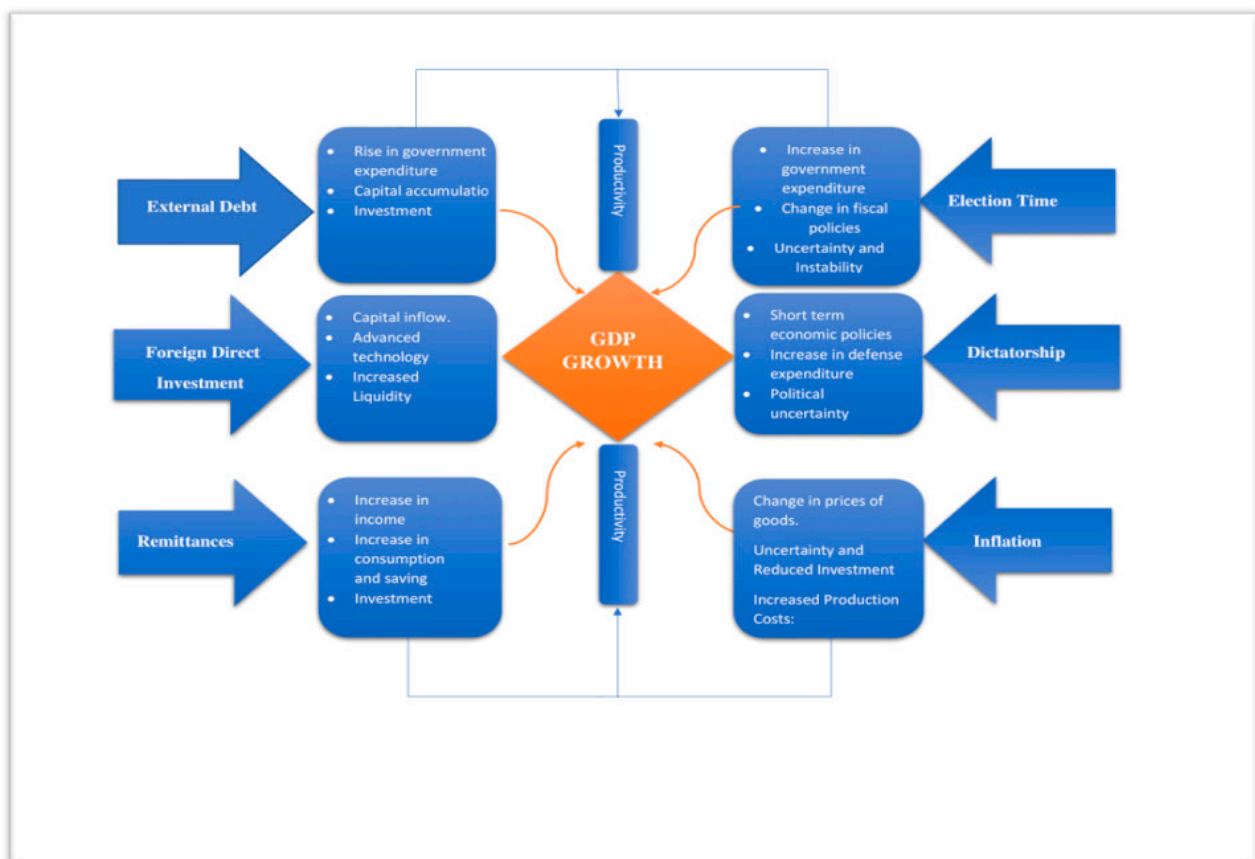 External Debt
• Rise in government
expenditure
• Capital accumulatio
• Investment
Productivity
• Increase in
government
expenditure
• Change in fiscal
policies
• Uncertainty and
Instability
Election Time
Foreign Direct
Investment
• Capital inflow.
• Advanced
technology
• Increased
Liquidity
GDP
GROWTH
• Short term
economic policies
• Increase in defense
expenditure
• Political
uncertainty
Dictatorship
Remittances
• Increase in
income
• Increase in
consumption
and saving
• Investment
Productivity
Change in prices of
goods.
Uncertainty and
Reduced Investment
Increased Production
Costs:
Inflation